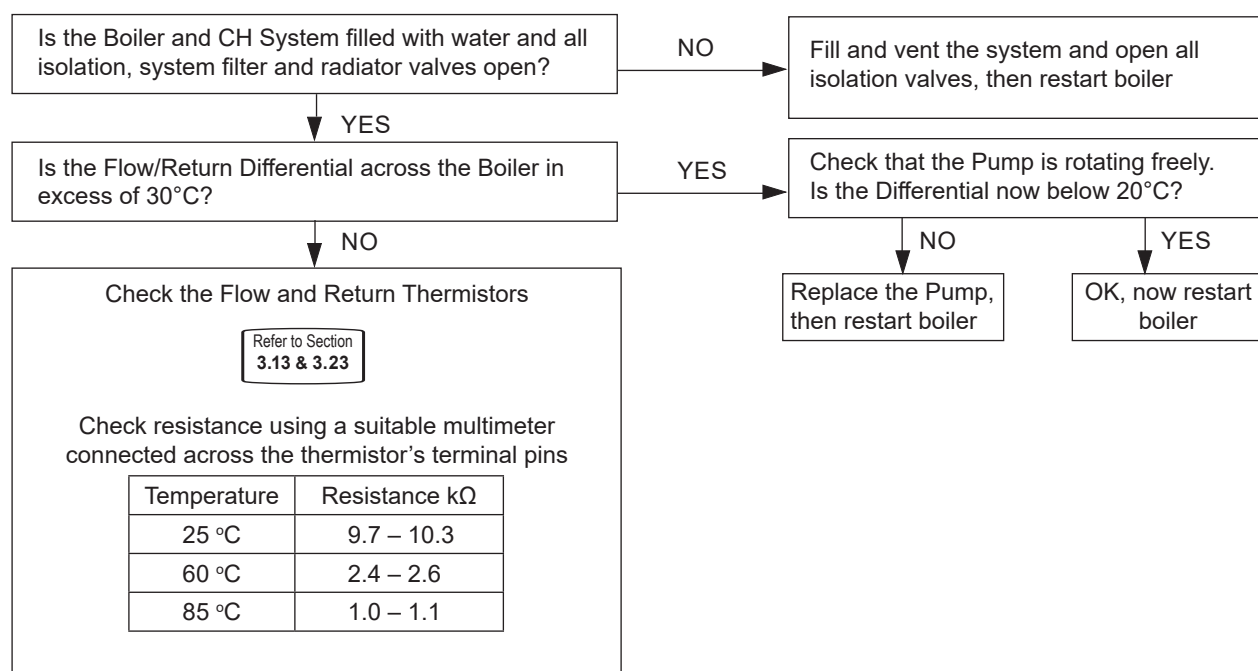 Is the Boiler and CH System filled with water and all
isolation, system filter and radiator valves open?
NO
Fill and vent the system and open all
isolation valves, then restart boiler
YES
Is the Flow/Return Differential across the Boiler in
excess of 30°C?
YES
Check that the Pump is rotating freely.
Is the Differential now below 20°C?
NO
NO
YES
Replace the Pump,
then restart boiler
OK, now restart
boiler
Check the Flow and Return Thermistors
Refer to Section
3.13 & 3.23
Check resistance using a suitable multimeter
connected across the thermistor’s terminal pins
Temperature Resistance kΩ
25 °C 9.7 – 10.3
60 °C 2.4 – 2.6
85 °C 1.0 – 1.1